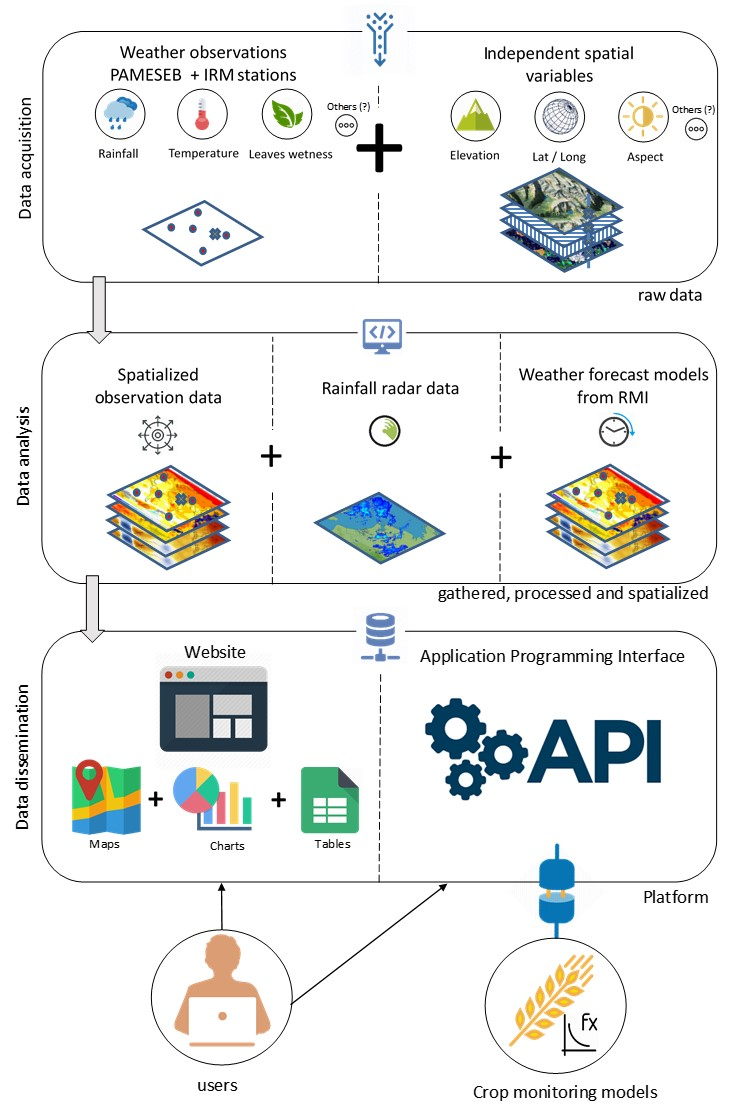 Weather observations
PAMESEB + IRM stations
Independent spatial
variables
Others (?)
Others (?)
Rainfall
Temperature
Leaves wetness
Elevation
Lat / Long
Aspect
Data acquisition
raw data
Spatialized
observation data
Rainfall radar data
Weather forecast models
from RMI
</>
Data analysis
gathered, processed and spatialized
Website
Application Programming Interface
API
Data dissemination
Maps
Charts
Tables
Platform
fx
users
Crop monitoring models